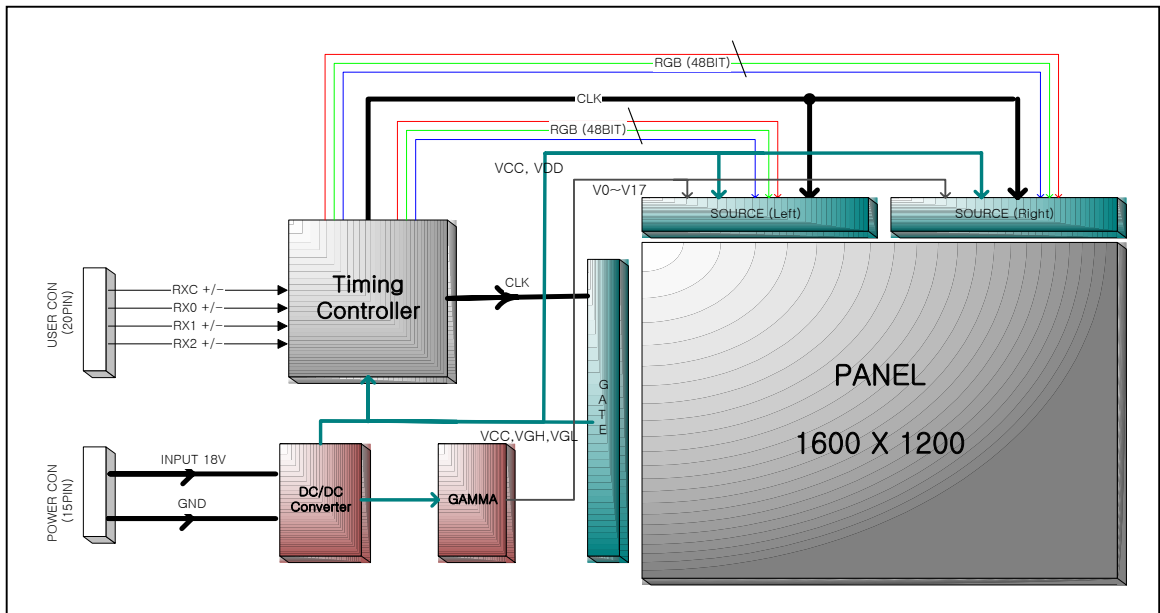 RGB (48BIT)
CLK
RGB (48BIT)
VCC, VDD
V0~V17
SOURCE (Left)
SOURCE (Right)
USER CON
(20PIN)
RXC +/-
RX0 +/-
RX1 +/-
RX2 +/-
Timing
Controller
CLK
GATE
PANEL
1600 X 1200
VCC,VGH,VGL
POWER CON
(15PIN)
INPUT 18V
GND
DC/DC
Converter
GAMMA